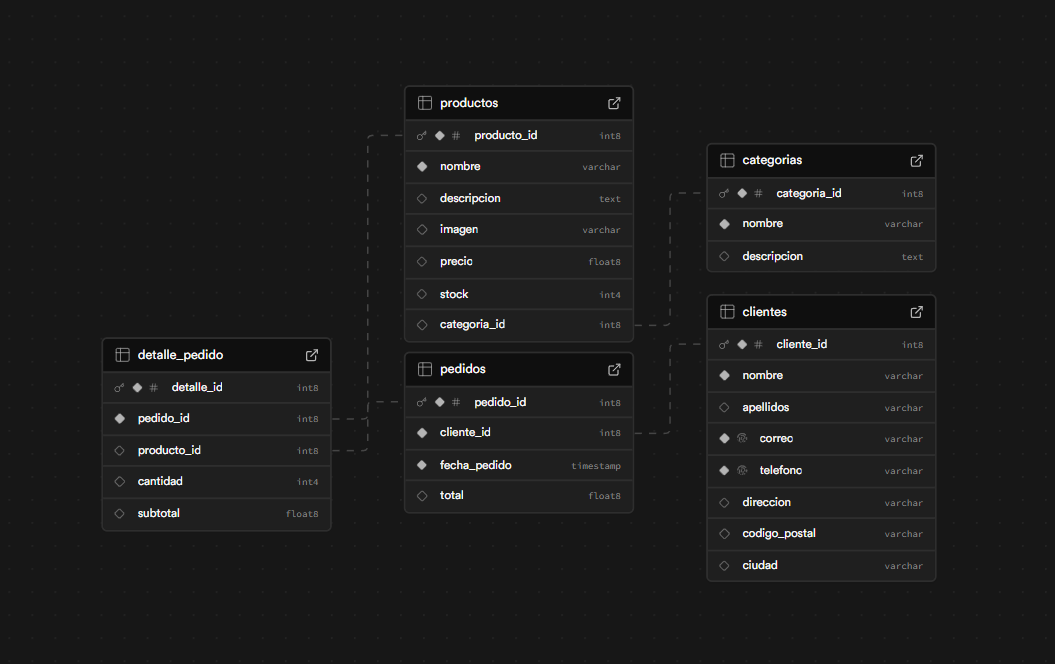 productos
# producto_id int8
nombre varchar
descripcion text
imagen varchar
precio float8
stock int4
categoria_id int8
categorias
# categoria_id int8
nombre varchar
descripcion text
clientes
# cliente_id int8
nombre varchar
apellidos varchar
correo varchar
telefono varchar
direccion varchar
codigo_postal varchar
ciudad varchar
detalle_pedido
# detalle_id int8
pedido_id int8
producto_id int8
cantidad int4
subtotal float8
pedidos
# pedido_id int8
cliente_id int8
fecha_pedido timestamp
total float8